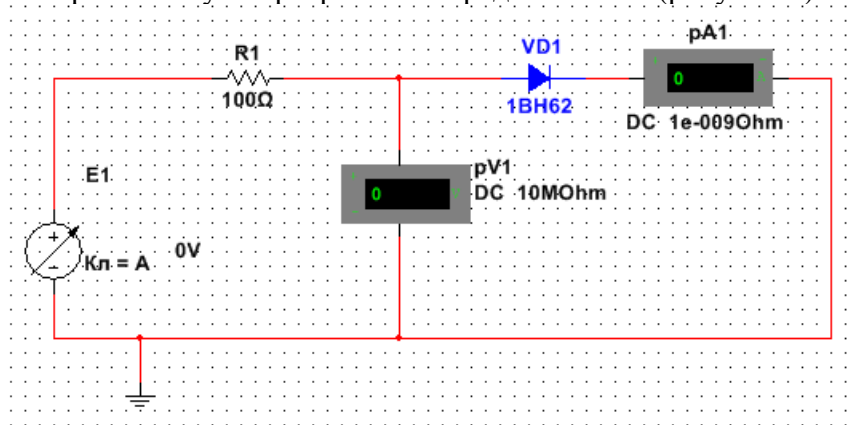 R1
100Ω
VD1
1BH62
pA1
0
DC 1e-009Ohm
E1
Кл = A
0V
pV1
0
DC 10MOhm